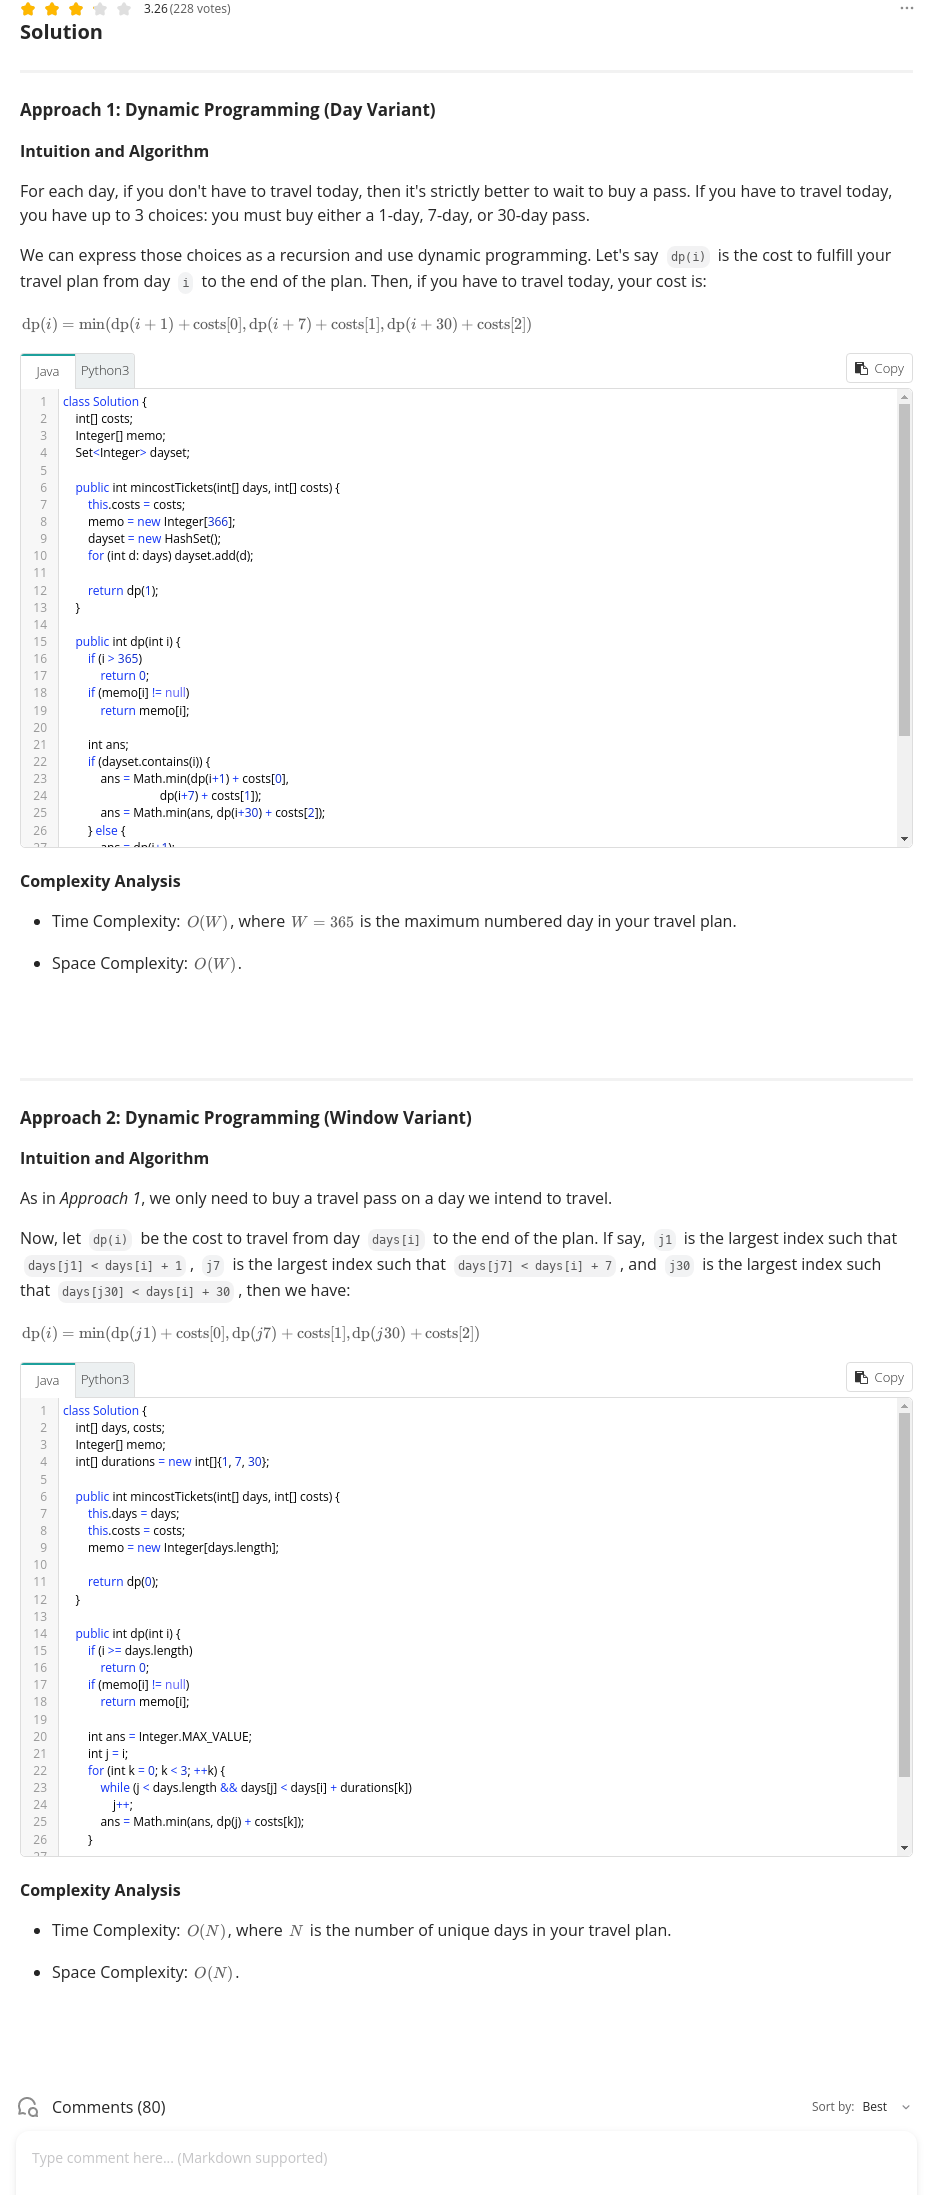 3.26 (228 votes)
Solution
Approach 1: Dynamic Programming (Day Variant)
Intuition and Algorithm
For each day, if you don't have to travel today, then it's strictly better to wait to buy a pass. If you have to travel today,
you have up to 3 choices: you must buy either a 1-day, 7-day, or 30-day pass.
We can express those choices as a recursion and use dynamic programming. Let's say dp(i) is the cost to fulfill your
travel plan from day i to the end of the plan. Then, if you have to travel today, your cost is:
dp(i) = min(dp(i + 1) + costs[0], dp(i + 7) + costs[1], dp(i + 30) + costs[2])
Java Python3 Copy
1 class Solution {
2 int[] costs;
3 Integer[] memo;
4 Set<Integer> dayset;
5
6 public int mincostTickets(int[] days, int[] costs) {
7 this.costs = costs;
8 memo = new Integer[366];
9 dayset = new HashSet();
10 for (int d: days) dayset.add(d);
11
12 return dp(1);
13 }
14
15 public int dp(int i) {
16 if (i > 365)
17 return 0;
18 if (memo[i] != null)
19 return memo[i];
20
21 int ans;
22 if (dayset.contains(i)) {
23 ans = Math.min(dp(i+1) + costs[0],
24 dp(i+7) + costs[1]);
25 ans = Math.min(ans, dp(i+30) + costs[2]);
26 } else {
27 ans = dp(i+1);
Complexity Analysis
• Time Complexity: O(W), where W = 365 is the maximum numbered day in your travel plan.
• Space Complexity: O(W).
Approach 2: Dynamic Programming (Window Variant)
Intuition and Algorithm
As in Approach 1, we only need to buy a travel pass on a day we intend to travel.
Now, let dp(i) be the cost to travel from day days[i] to the end of the plan. If say, j1 is the largest index such that
days[j1] < days[i] + 1 , j7 is the largest index such that days[j7] < days[i] + 7 , and j30 is the largest index such
that days[j30] < days[i] + 30 , then we have:
dp(i) = min(dp(j1) + costs[0], dp(j7) + costs[1], dp(j30) + costs[2])
Java Python3 Copy
1 class Solution {
2 int[] days, costs;
3 Integer[] memo;
4 int[] durations = new int[]{1, 7, 30};
5
6 public int mincostTickets(int[] days, int[] costs) {
7 this.days = days;
8 this.costs = costs;
9 memo = new Integer[days.length];
10
11 return dp(0);
12 }
13
14 public int dp(int i) {
15 if (i >= days.length)
16 return 0;
17 if (memo[i] != null)
18 return memo[i];
19
20 int ans = Integer.MAX_VALUE;
21 int j = i;
22 for (int k = 0; k < 3; ++k) {
23 while (j < days.length && days[j] < days[i] + durations[k])
24 j++;
25 ans = Math.min(ans, dp(j) + costs[k]);
26 }
27
Complexity Analysis
• Time Complexity: O(N), where N is the number of unique days in your travel plan.
• Space Complexity: O(N).
Comments (80) Sort by: Best
Type comment here... (Markdown supported)